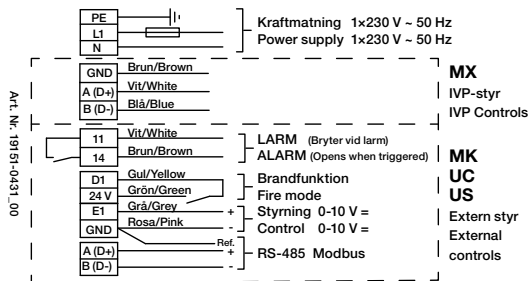 PE
L1
N
Kraftmatning 1×230 V ~ 50 Hz
Power supply 1×230 V ~ 50 Hz
GND Brun/Brown
A (D+) Vit/White
B (D-) Blå/Blue
MX
IVP-styr
IVP Controls
Art. Nr. 19151-0431_00
11 Vit/White
14 Brun/Brown
LARM (Bryter vid larm)
ALARM (Opens when triggered)
D1 Gul/Yellow
24 V Grön/Green
Brandfunktion
Fire mode
E1 Grå/Grey +
GND Rosa/Pink -
Styrning 0-10 V =
Control 0-10 V =
Ref.
A (D+) +
B (D-) -
RS-485 Modbus
MK
UC
US
Extern styr
External
controls